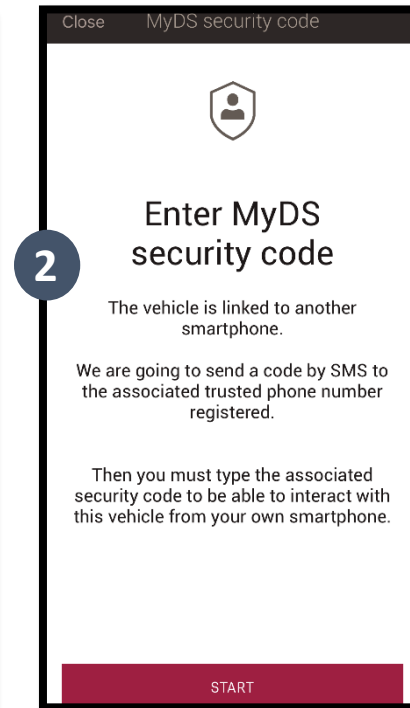 Close MyDS security code
Enter MyDS
security code
2
The vehicle is linked to another
smartphone.
We are going to send a code by SMS to
the associated trusted phone number
registered.
Then you must type the associated
security code to be able to interact with
this vehicle from your own smartphone.
START